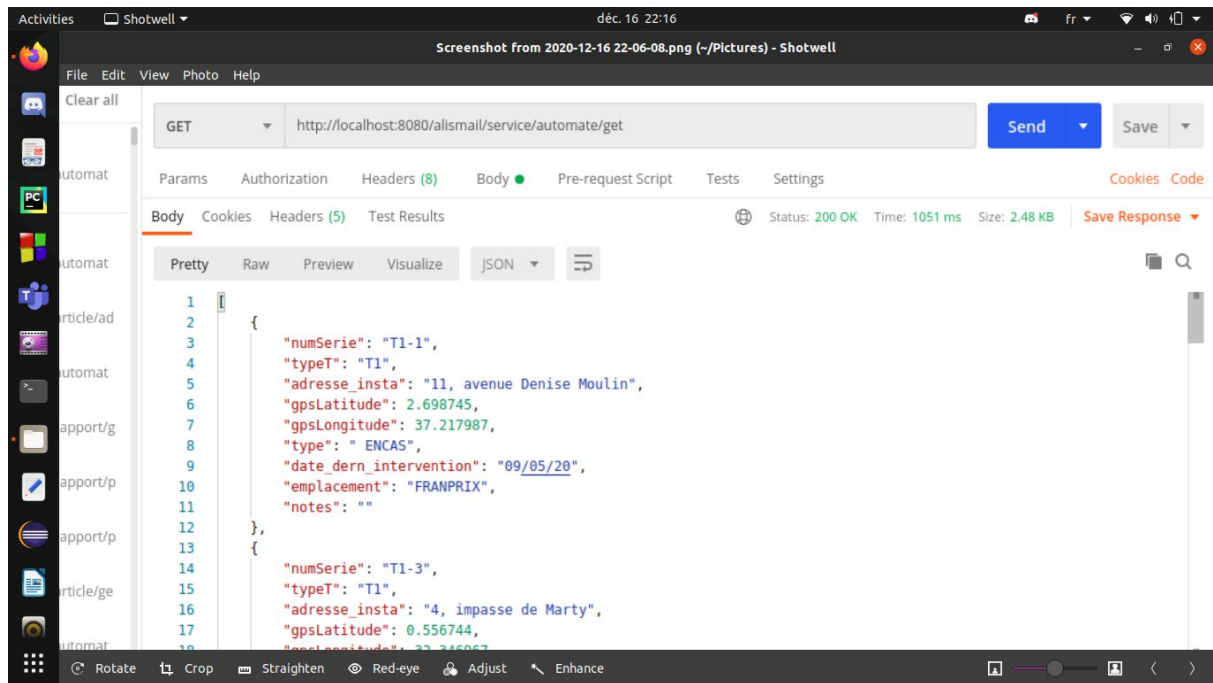 Activities Shotwell déc. 16 22:16 fr
Screenshot from 2020-12-16 22-06-08.png (~/Pictures) - Shotwell
File Edit View Photo Help
Clear all
GET http://localhost:8080/alismail/service/automate/get Send Save
utomat
Params Authorization Headers (8) Body Pre-request Script Tests Settings Cookies Code
Body Cookies Headers (5) Test Results Status: 200 OK Time: 1051 ms Size: 2.48 KB Save Response
utomat
Pretty Raw Preview Visualize JSON
1 [
rticle/ad
2 {
3 "numSerie": "T1-1",
4 "typeT": "T1",
utomat
5 "adresse_insta": "11, avenue Denise Moulin",
6 "gpsLatitude": 2.698745,
apport/g
7 "gpsLongitude": 37.217987,
8 "type": " ENCAS",
9 "date_dern_intervention": "09/05/20",
apport/p
10 "emplacement": "FRANPRIX",
11 "notes": ""
12 },
apport/p
13 {
14 "numSerie": "T1-3",
15 "typeT": "T1",
rticle/ge
16 "adresse_insta": "4, impasse de Marty",
17 "gpsLatitude": 0.556744,
utomat
Rotate Crop Straighten Red-eye Adjust Enhance